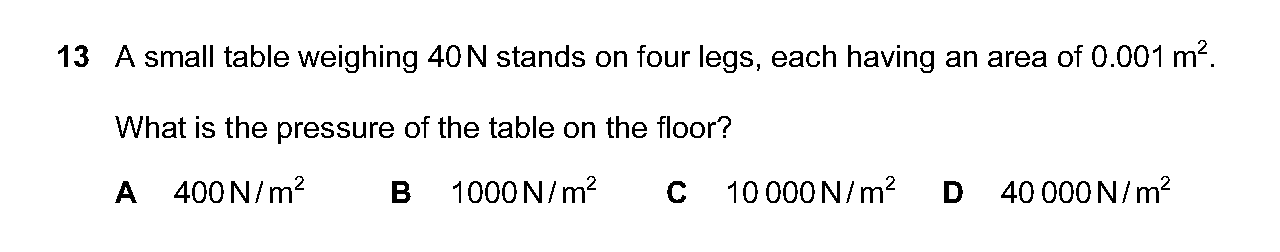 13 A small table weighing 40 N stands on four legs, each having an area of 0.001 m².
What is the pressure of the table on the floor?
A 400 N / m² B 1000 N / m² C 10 000 N / m² D 40 000 N / m²